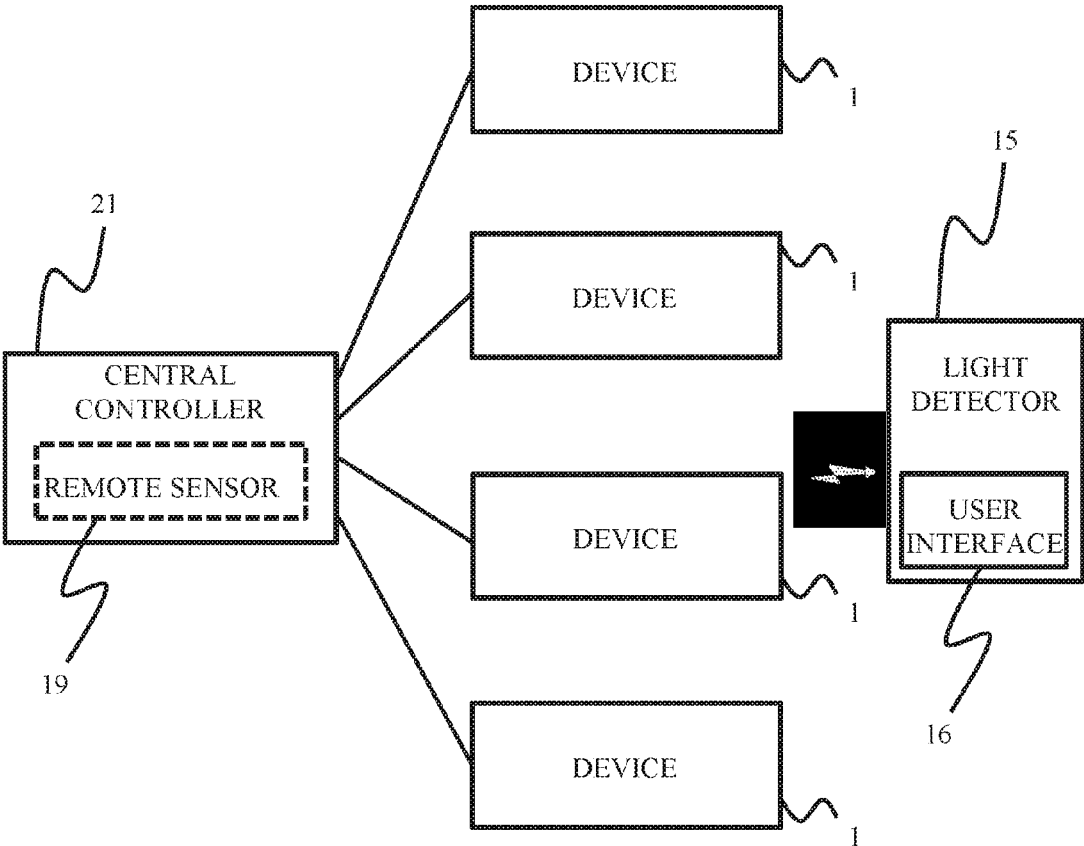 DEVICE
1
15
21
DEVICE
1
CENTRAL
CONTROLLER
LIGHT
DETECTOR
REMOTE SENSOR
USER
INTERFACE
DEVICE
1
19
16
DEVICE
1